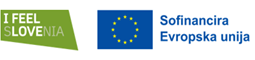 I FEEL
SLOVENIA
Sofinancira
Evropska unija